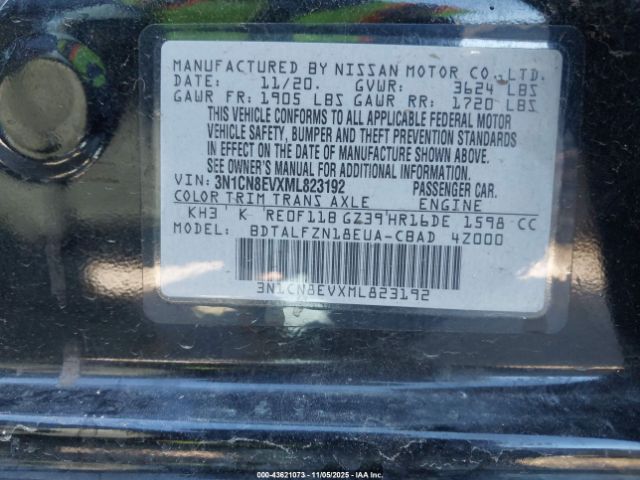 MANUFACTURED BY NISSAN MOTOR CO.,LTD.
DATE: 11/20. GVWR: 3624 LBS
GAWR FR: 1905 LBS GAWR RR: 1720 LBS
THIS VEHICLE CONFORMS TO ALL APPLICABLE FEDERAL MOTOR
VEHICLE SAFETY, BUMPER AND THEFT PREVENTION STANDARDS
IN EFFECT ON THE DATE OF MANUFACTURE SHOWN ABOVE.
SEE OWNER'S MANUAL FOR ADDITIONAL INFORMATION
VIN: 3N1CN8EVXML823192 PASSENGER CAR.
COLOR TRIM TRANS AXLE ENGINE
KH3 K RE0F11B GZ39 HR16DE 1598 CC
MODEL: BDTALFZN18EUA-CBAD 4Z000
3N1CN8EVXML823192
000-43621073 - 11/05/2025 - IAAI.COM